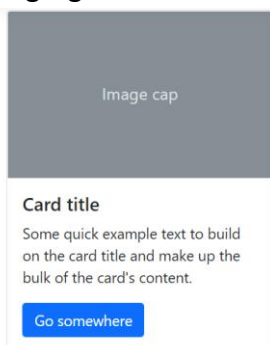 Image cap
Card title
Some quick example text to build
on the card title and make up the
bulk of the card's content.
Go somewhere